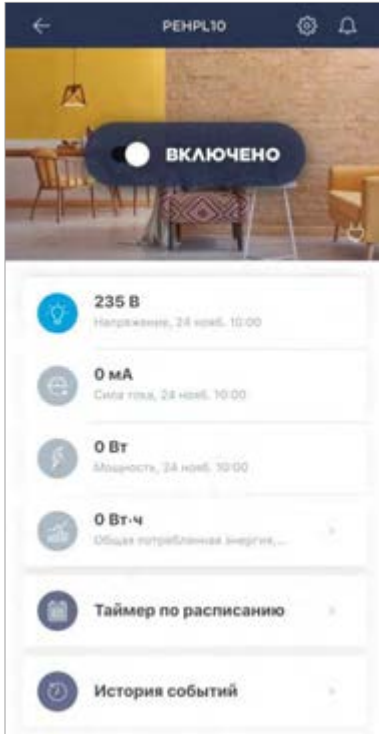 PEHPL10
ВКЛЮЧЕНО
235 В
Напряжение, 24 нояб. 10:00
0 мА
Сила тока, 24 нояб. 10:00
0 Вт
Мощность, 24 нояб. 10:00
0 Вт·ч
Общая потребленная энергия,...
Таймер по расписанию
История событий